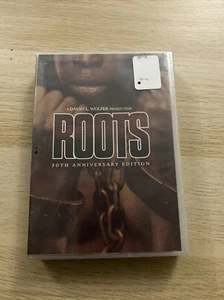 A DAVID L. WOLPER PRODUCTION
ROOTS
30TH ANNIVERSARY EDITION